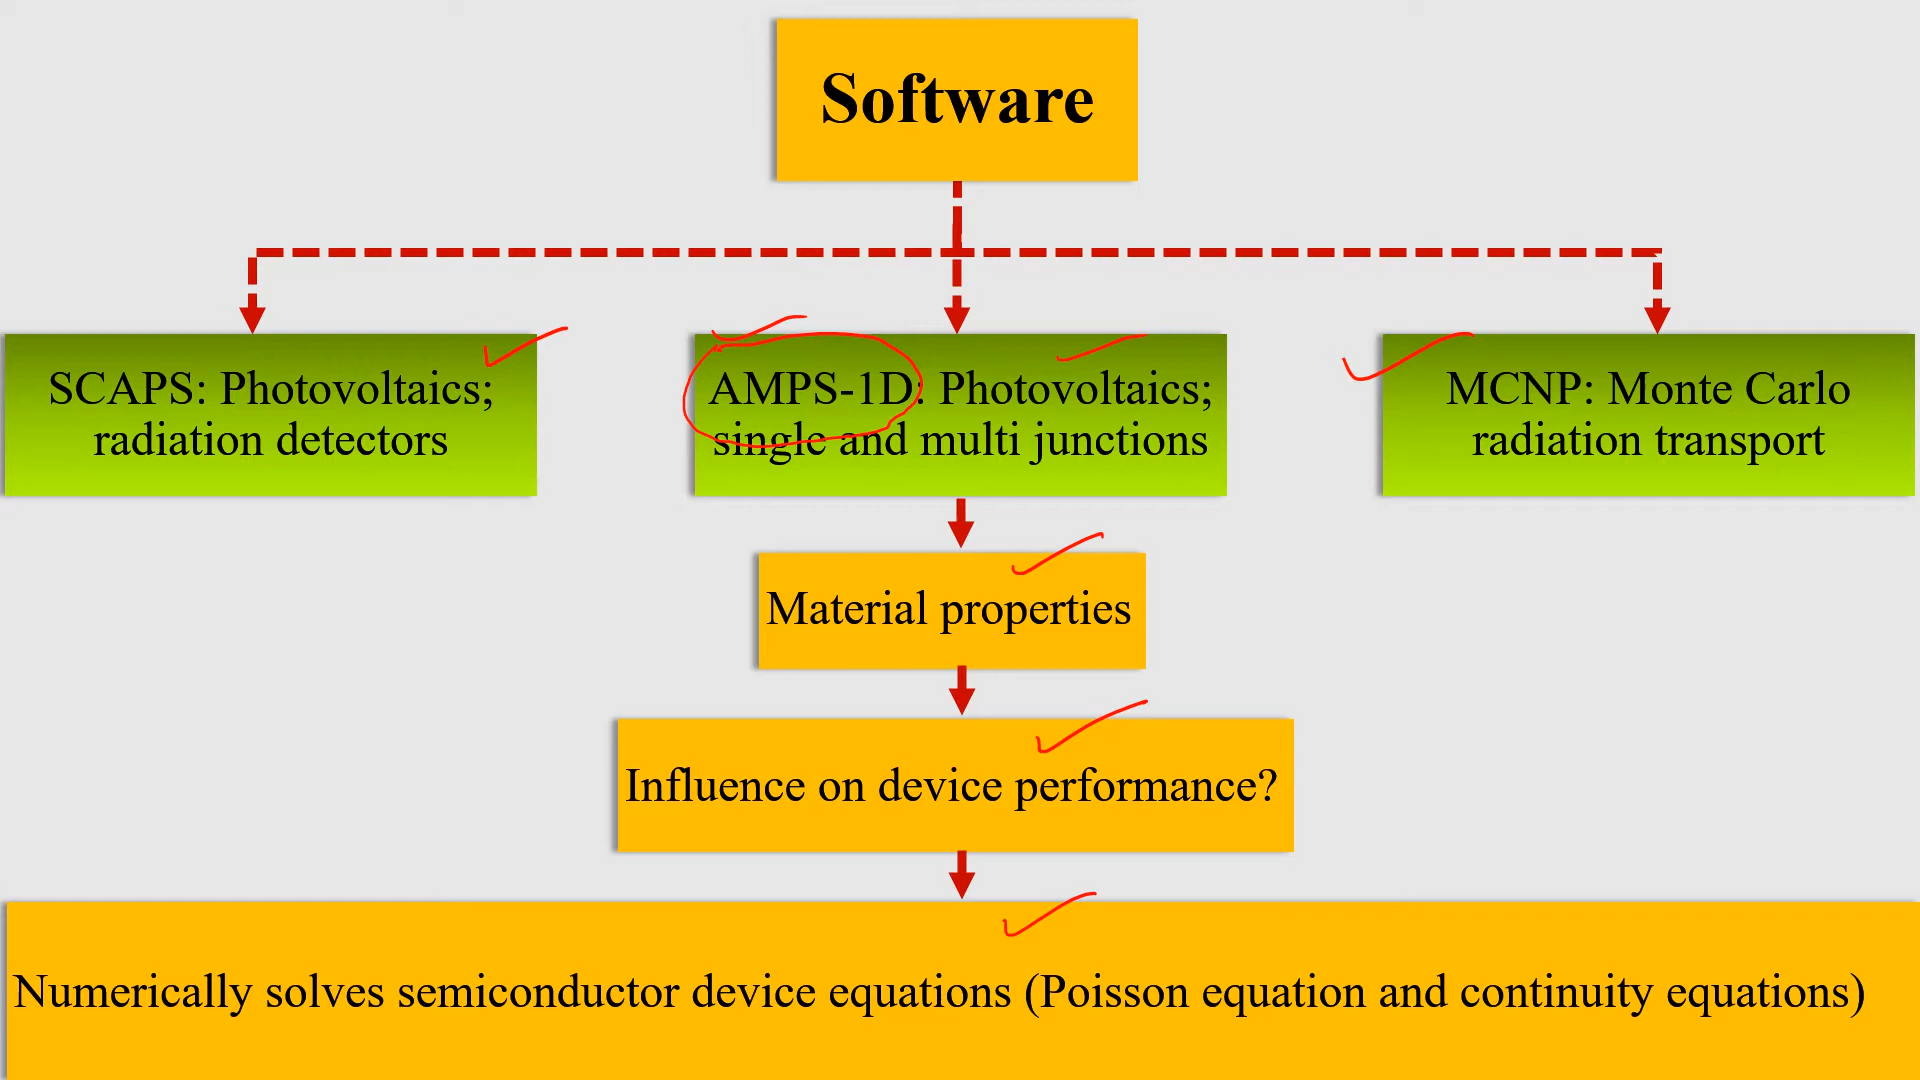 Software
SCAPS: Photovoltaics;
radiation detectors
AMPS-1D: Photovoltaics;
single and multi junctions
MCNP: Monte Carlo
radiation transport
Material properties
Influence on device performance?
Numerically solves semiconductor device equations (Poisson equation and continuity equations)